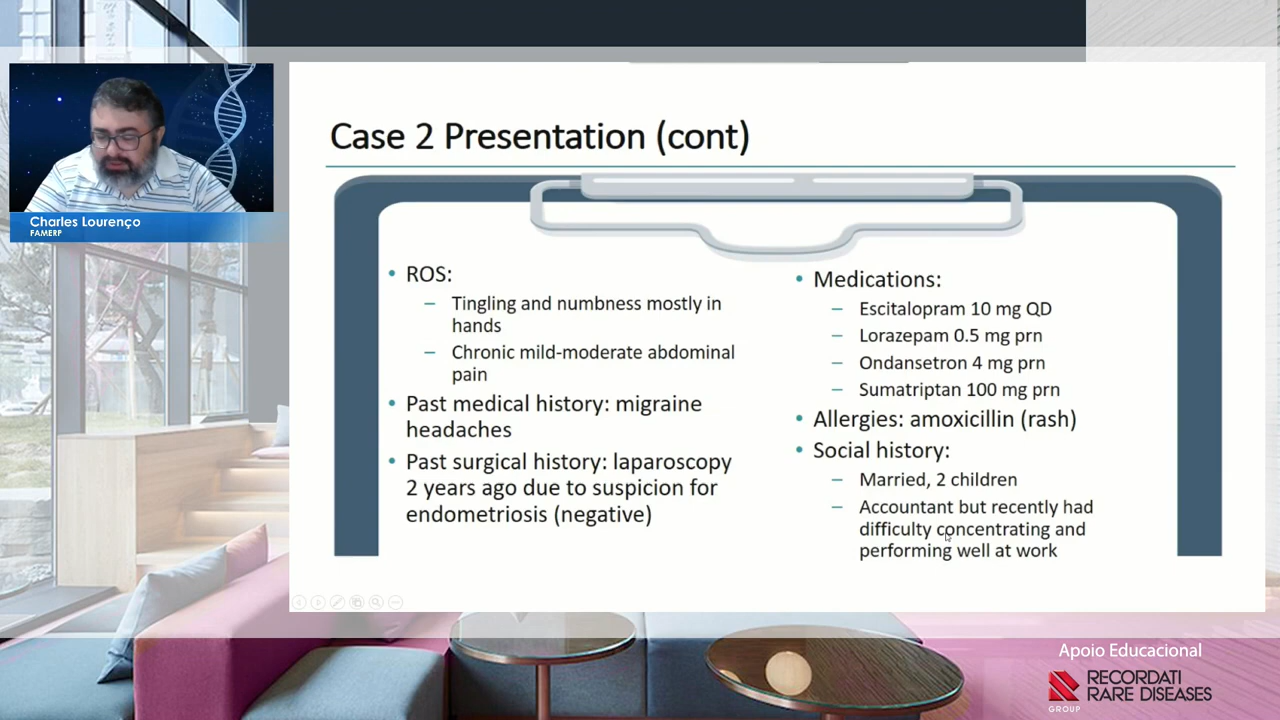 Case 2 Presentation (cont)
Charles Lourenço
FAMERP
• ROS:
– Tingling and numbness mostly in
hands
– Chronic mild-moderate abdominal
pain
• Past medical history: migraine
headaches
• Past surgical history: laparoscopy
2 years ago due to suspicion for
endometriosis (negative)
• Medications:
– Escitalopram 10 mg QD
– Lorazepam 0.5 mg prn
– Ondansetron 4 mg prn
– Sumatriptan 100 mg prn
• Allergies: amoxicillin (rash)
• Social history:
– Married, 2 children
– Accountant but recently had
difficulty concentrating and
performing well at work
Apoio Educacional
RECORDATI
RARE DISEASES
GROUP